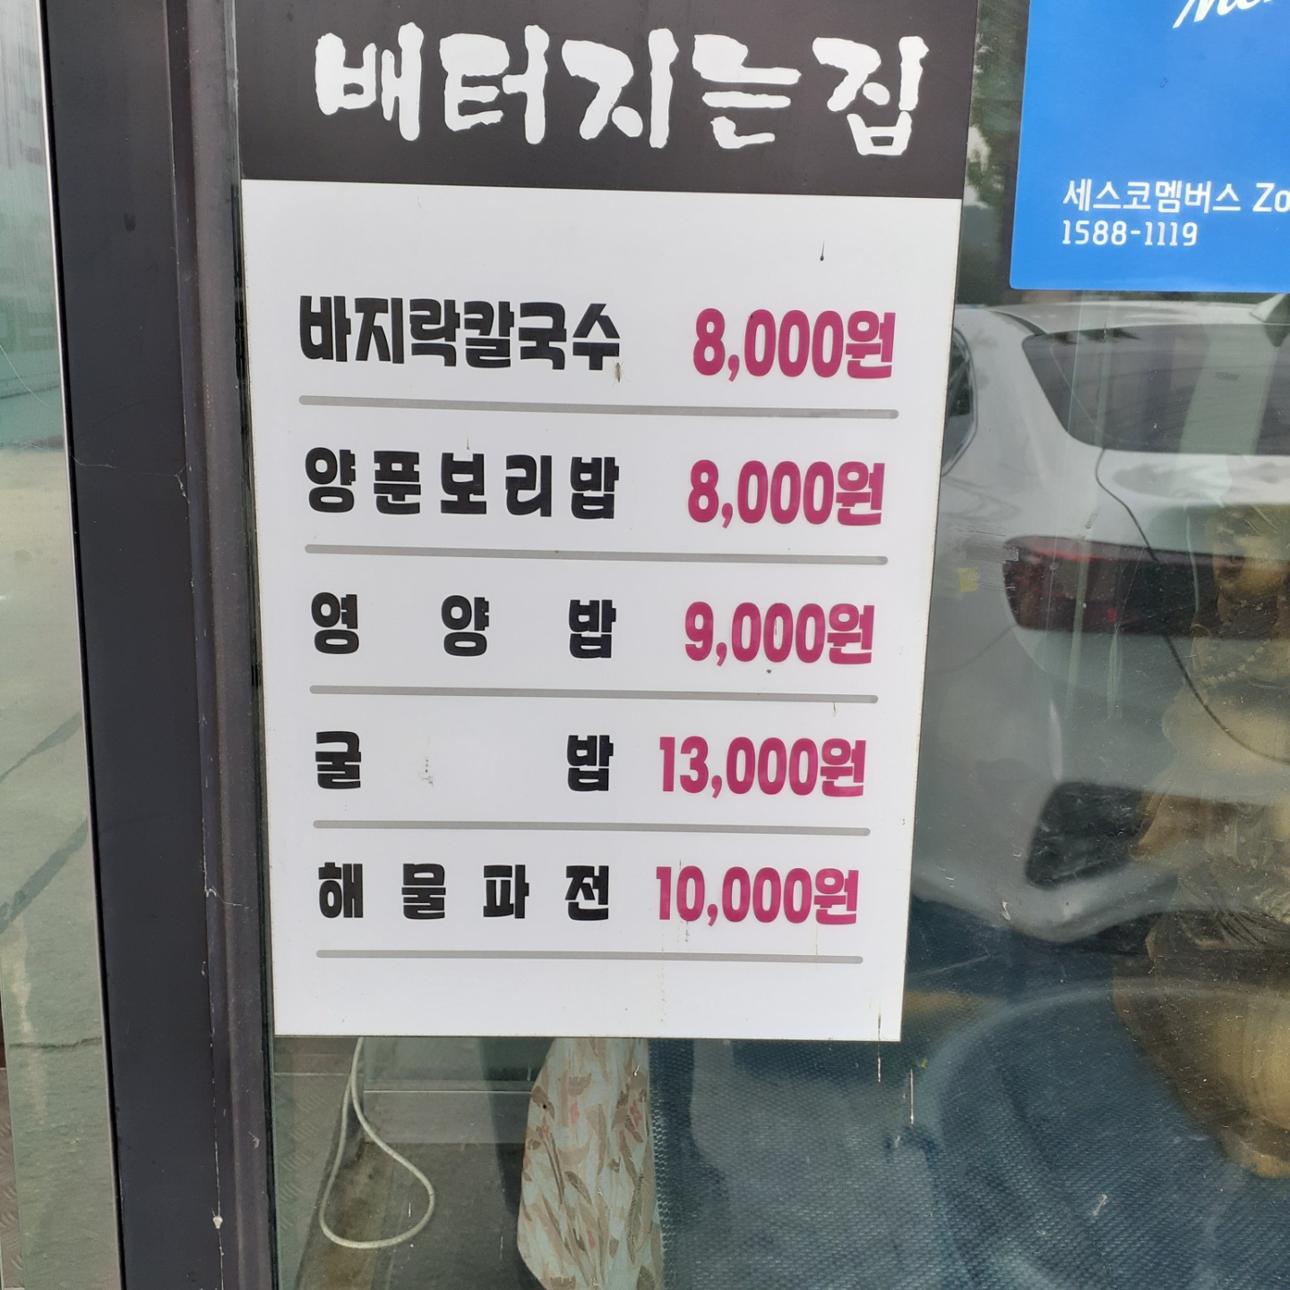 배터지는집
세스코멤버스 Zo
1588-1119
바지락칼국수 8,000원
양푼보리밥 8,000원
영양밥 9,000원
굴밥 13,000원
해물파전 10,000원